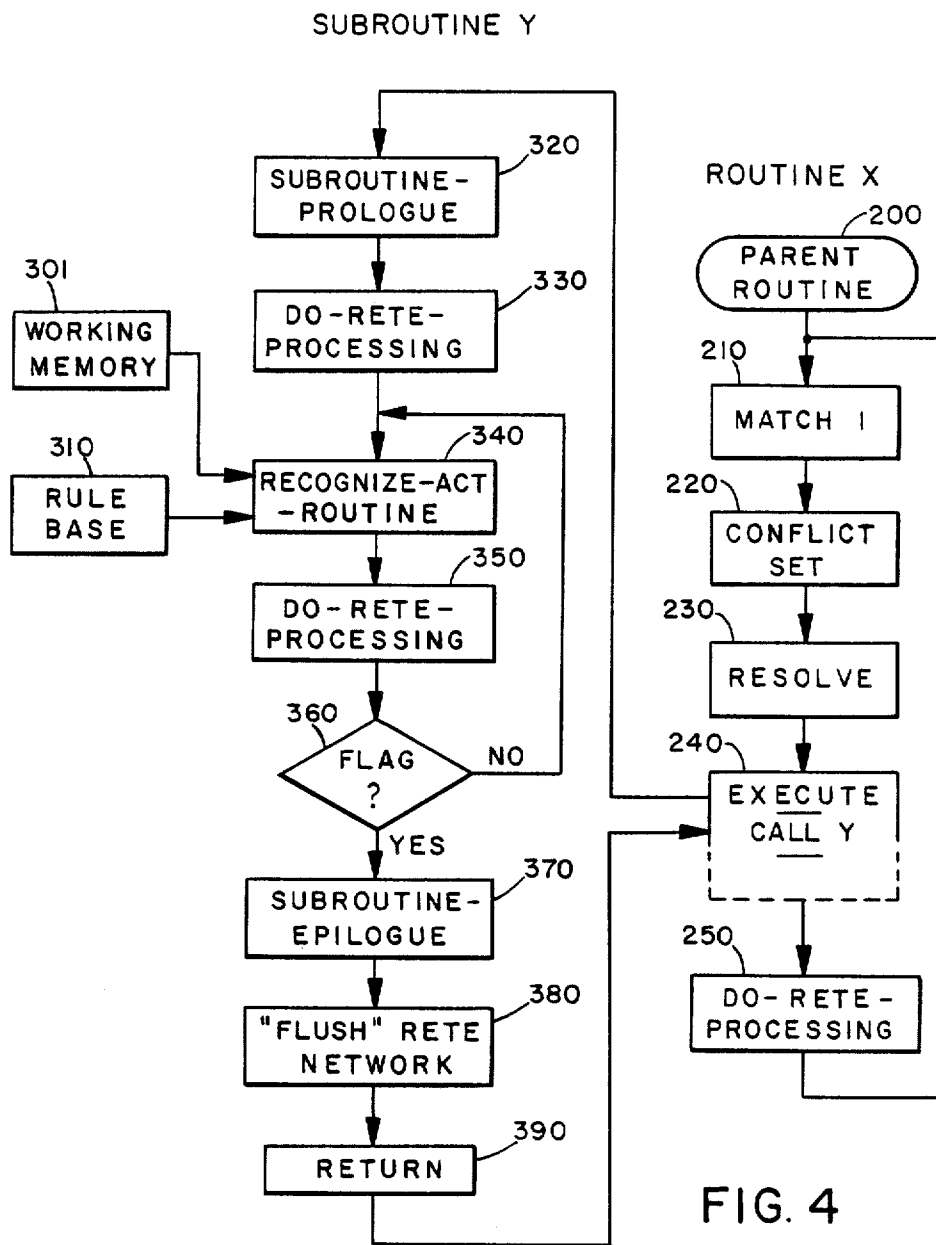 SUBROUTINE Y
320
SUBROUTINE-
PROLOGUE
330
DO-RETE-
PROCESSING
301
WORKING
MEMORY
310
RULE
BASE
340
RECOGNIZE-ACT
-ROUTINE
350
DO-RETE-
PROCESSING
360
FLAG
?
NO
YES
370
SUBROUTINE-
EPILOGUE
380
"FLUSH" RETE
NETWORK
390
RETURN
ROUTINE X
200
PARENT
ROUTINE
210
MATCH I
220
CONFLICT
SET
230
RESOLVE
240
EXECUTE
CALL Y
250
DO-RETE-
PROCESSING
FIG. 4